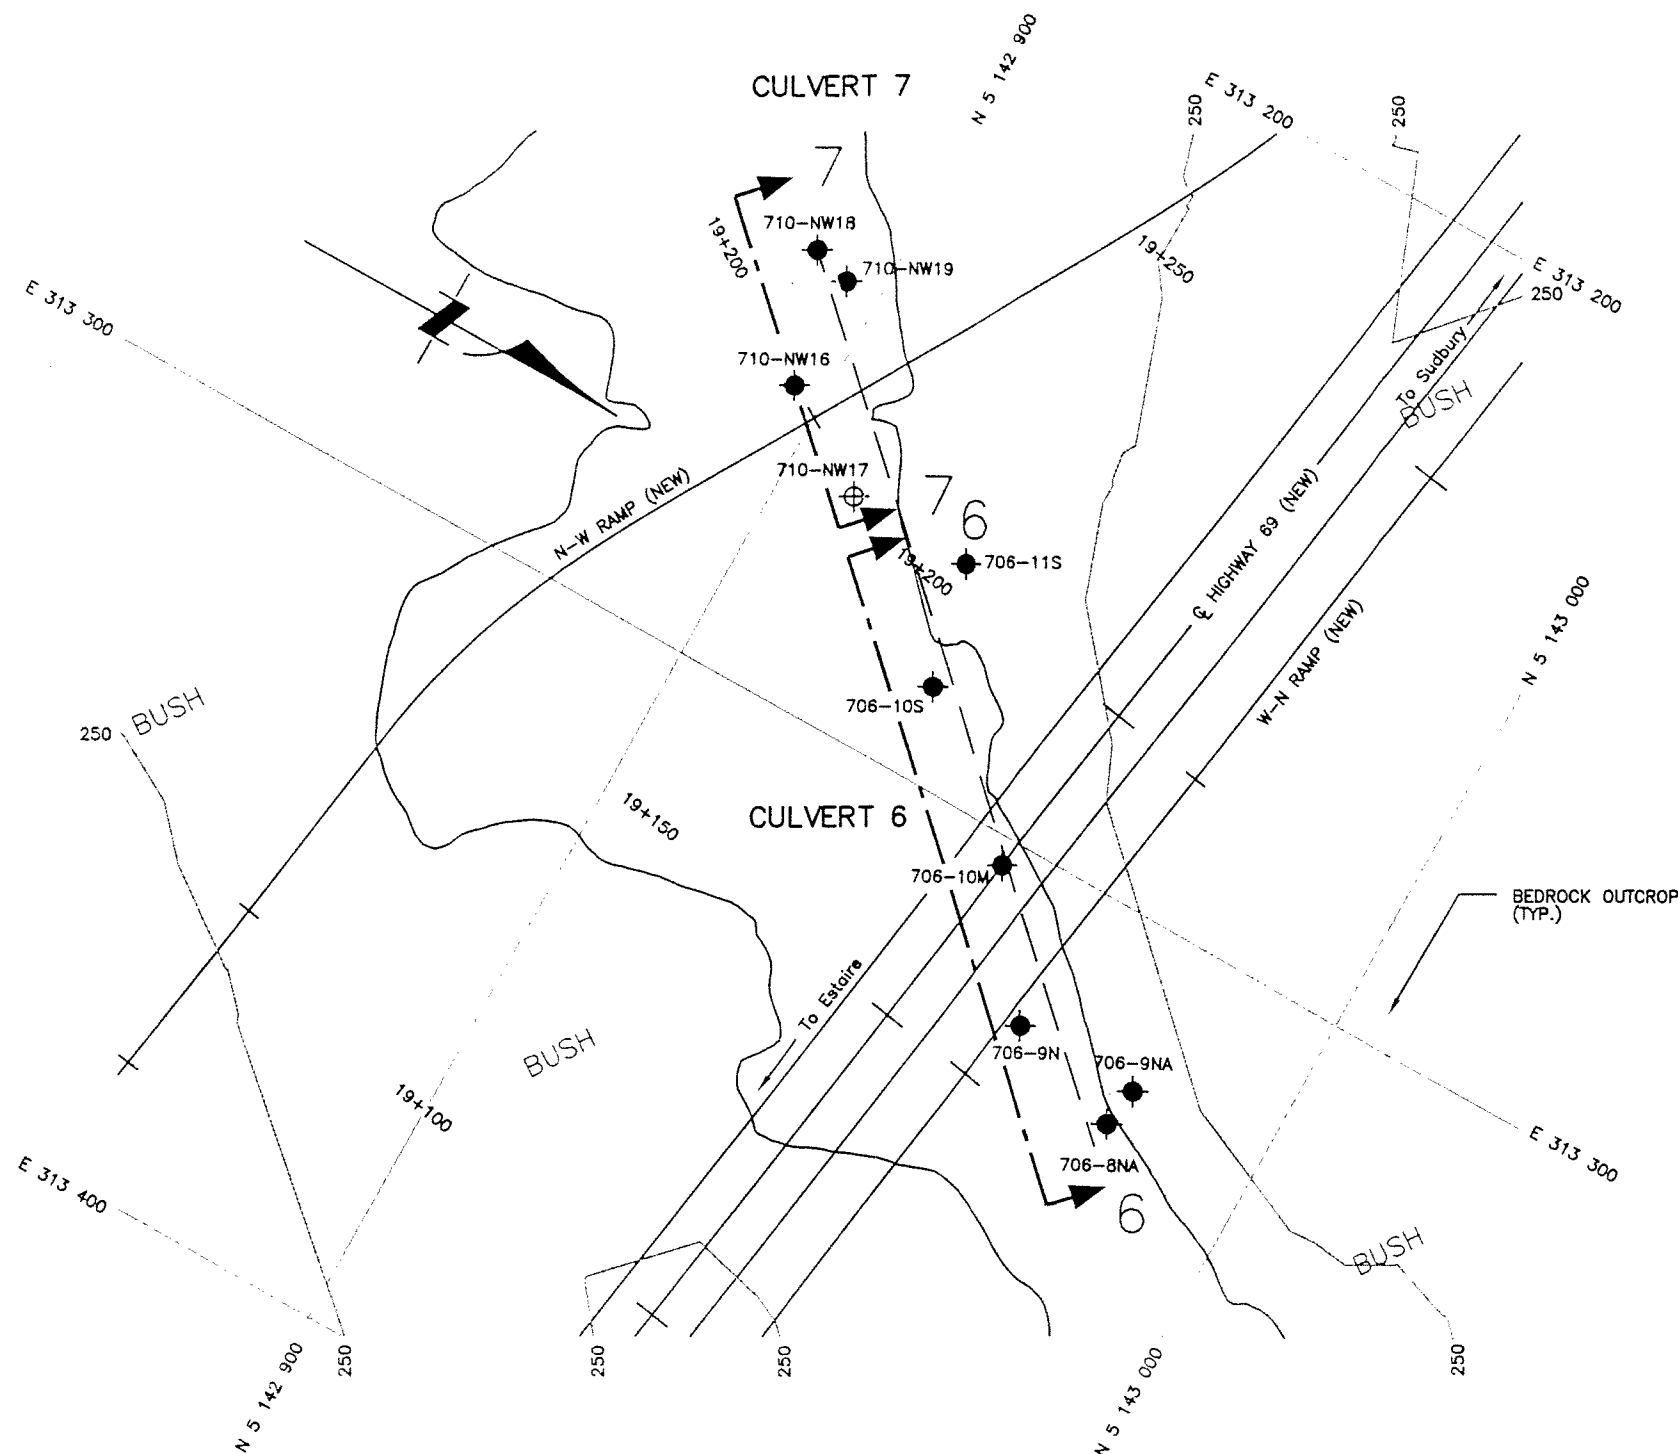 N 5 142 900
CULVERT 7
E 313 200
250
250
7
19+200
710-NW18
710-NW19
19+250
E 313 200
250
E 313 300
To Sudbury
BUSH
710-NW16
710-NW17
N-W RAMP (NEW)
7
6
19+200
706-11S
℄ HIGHWAY 69 (NEW)
W-N RAMP (NEW)
N 5 143 000
706-10S
BUSH
250
19+150
CULVERT 6
706-10M
BEDROCK OUTCROP
(TYP.)
To Estaire
BUSH
706-9N
706-9NA
19+100
706-8NA
E 313 300
E 313 400
6
BUSH
N 5 142 900
250
250
250
N 5 143 000
250